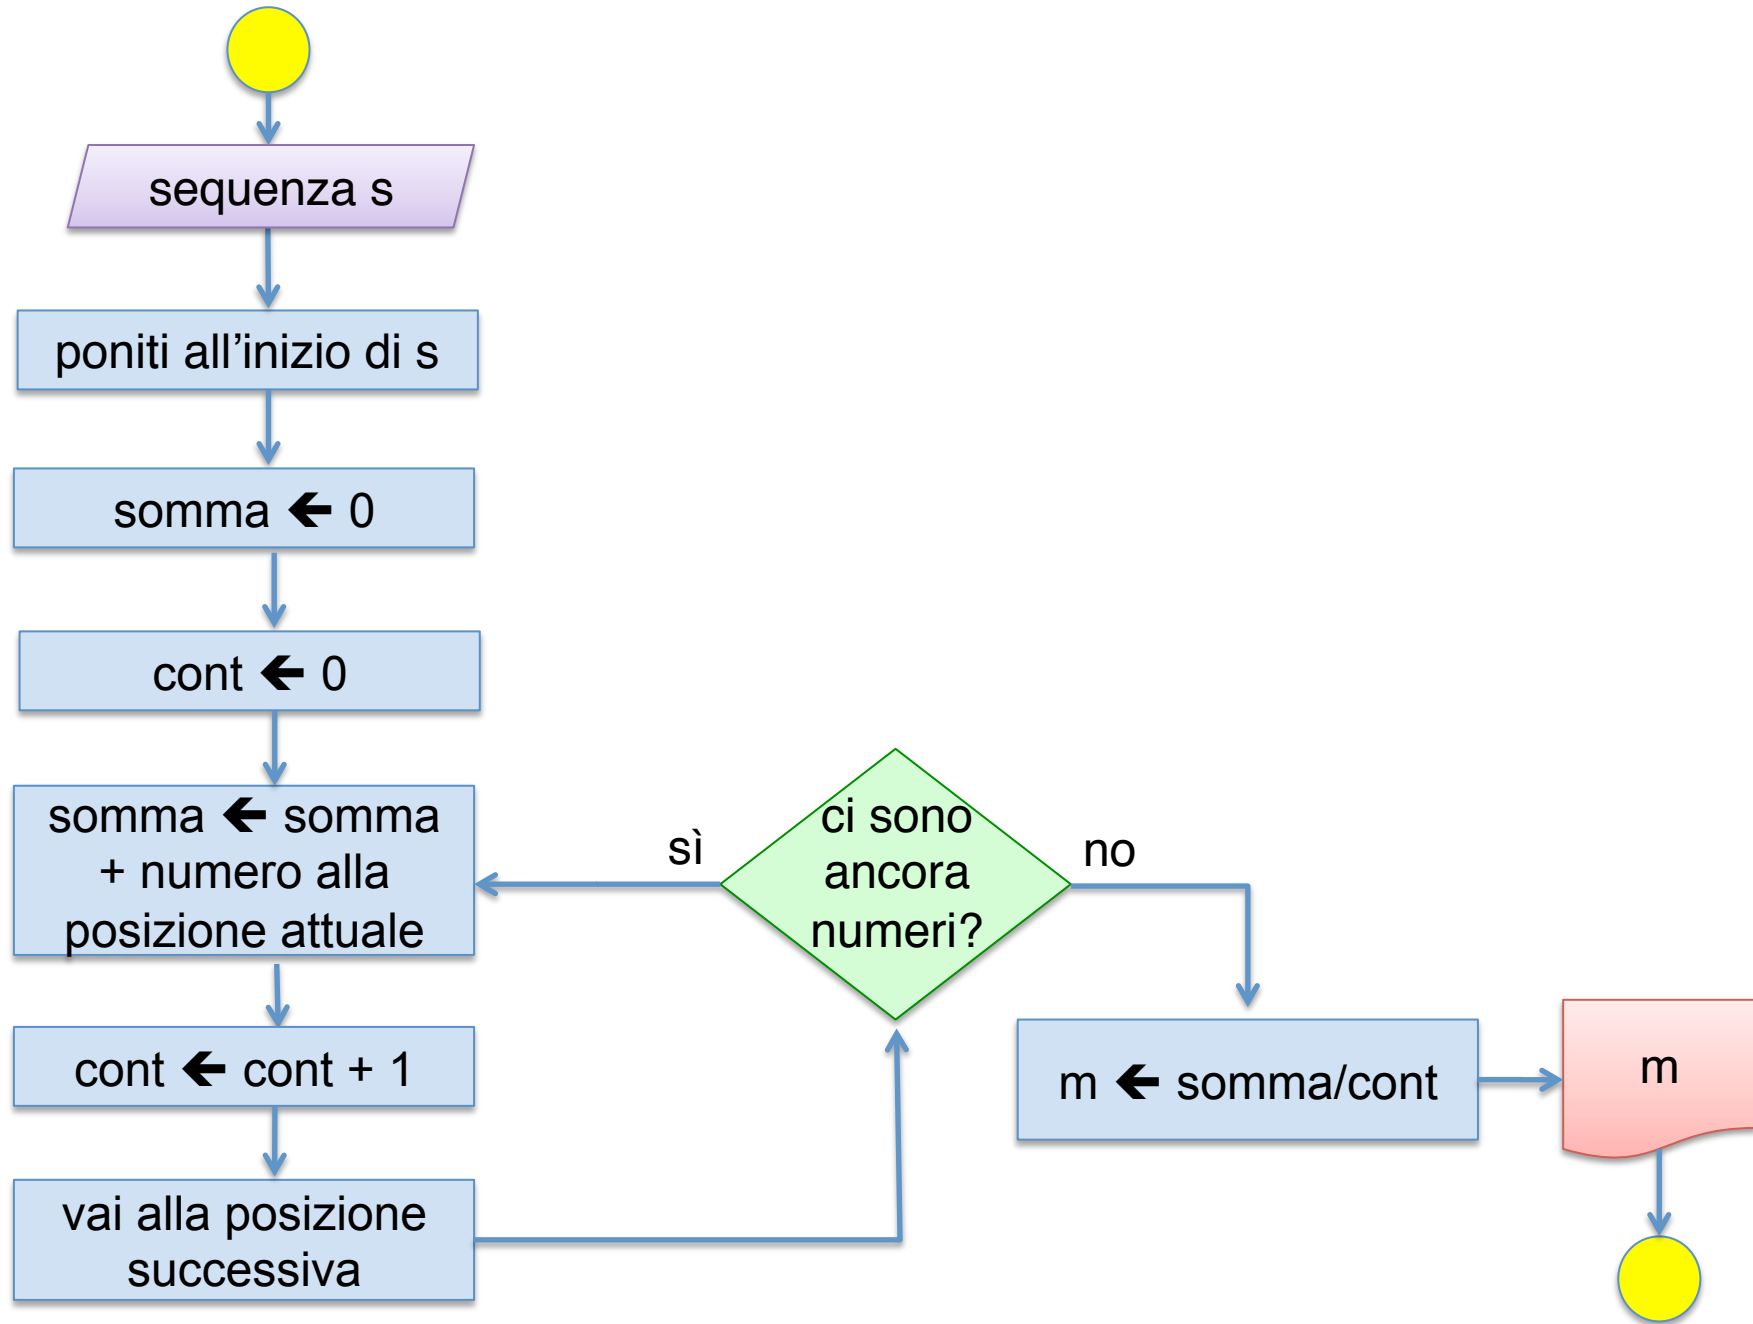 sequenza s
poniti all’inizio di s
somma 🡸 0
cont 🡸 0
somma 🡸 somma
+ numero alla
posizione attuale
cont 🡸 cont + 1
vai alla posizione
successiva
sì
ci sono
ancora
numeri?
no
m 🡸 somma/cont
m